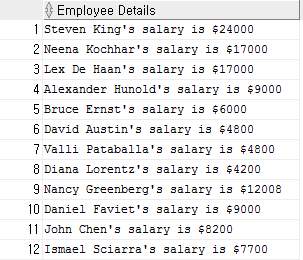 Employee Details
1 Steven King's salary is $24000
2 Neena Kochhar's salary is $17000
3 Lex De Haan's salary is $17000
4 Alexander Hunold's salary is $9000
5 Bruce Ernst's salary is $6000
6 David Austin's salary is $4800
7 Valli Pataballa's salary is $4800
8 Diana Lorentz's salary is $4200
9 Nancy Greenberg's salary is $12008
10 Daniel Faviet's salary is $9000
11 John Chen's salary is $8200
12 Ismael Sciarra's salary is $7700